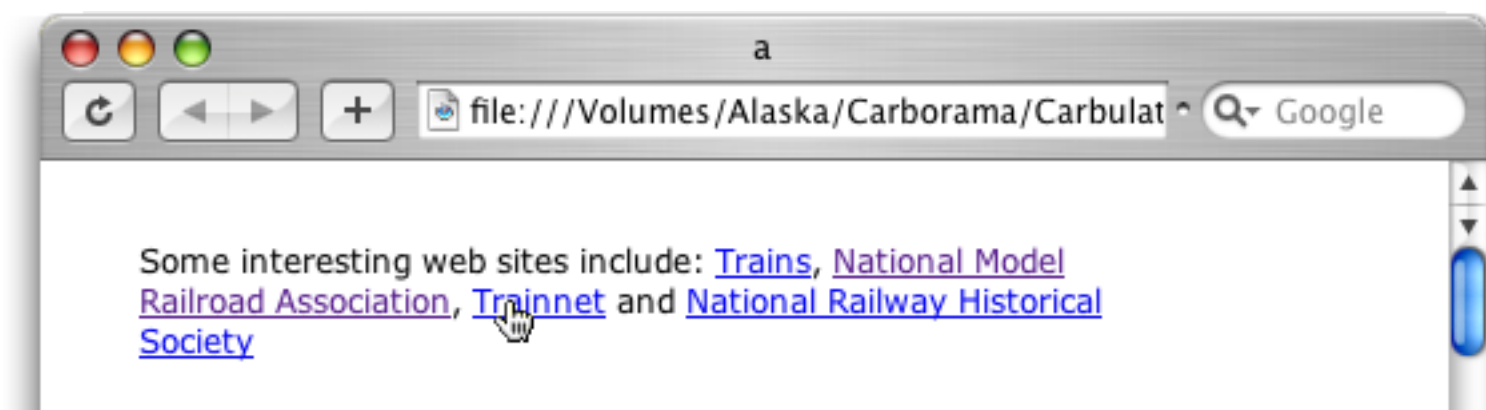 a
file:///Volumes/Alaska/Carborama/Carbulat
Google
Some interesting web sites include: Trains, National Model
Railroad Association, Trainnet and National Railway Historical
Society